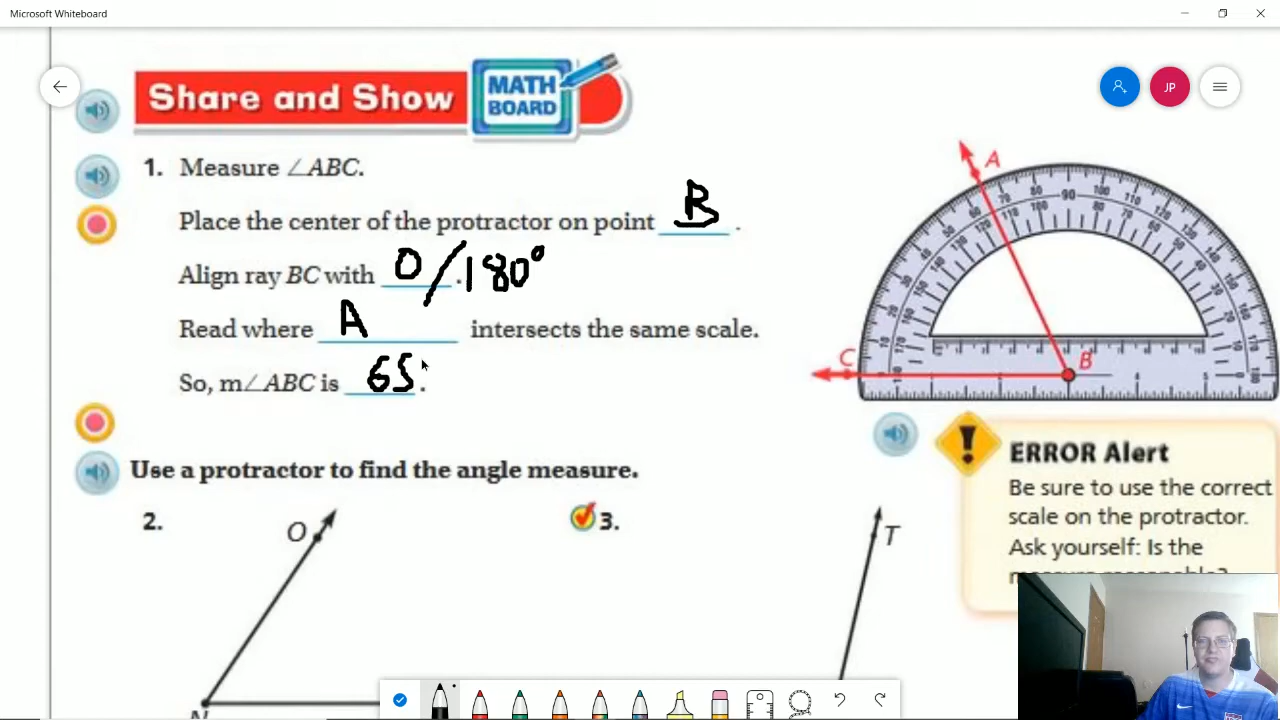 Microsoft Whiteboard
Share and Show MATH BOARD
JP
1. Measure ∠ABC.
Place the center of the protractor on point B.
Align ray BC with 0/180°.
Read where A intersects the same scale.
So, m∠ABC is 65.
A
C
B
Use a protractor to find the angle measure.
ERROR Alert
Be sure to use the correct
scale on the protractor.
Ask yourself: Is the
2.
O
N
3.
T